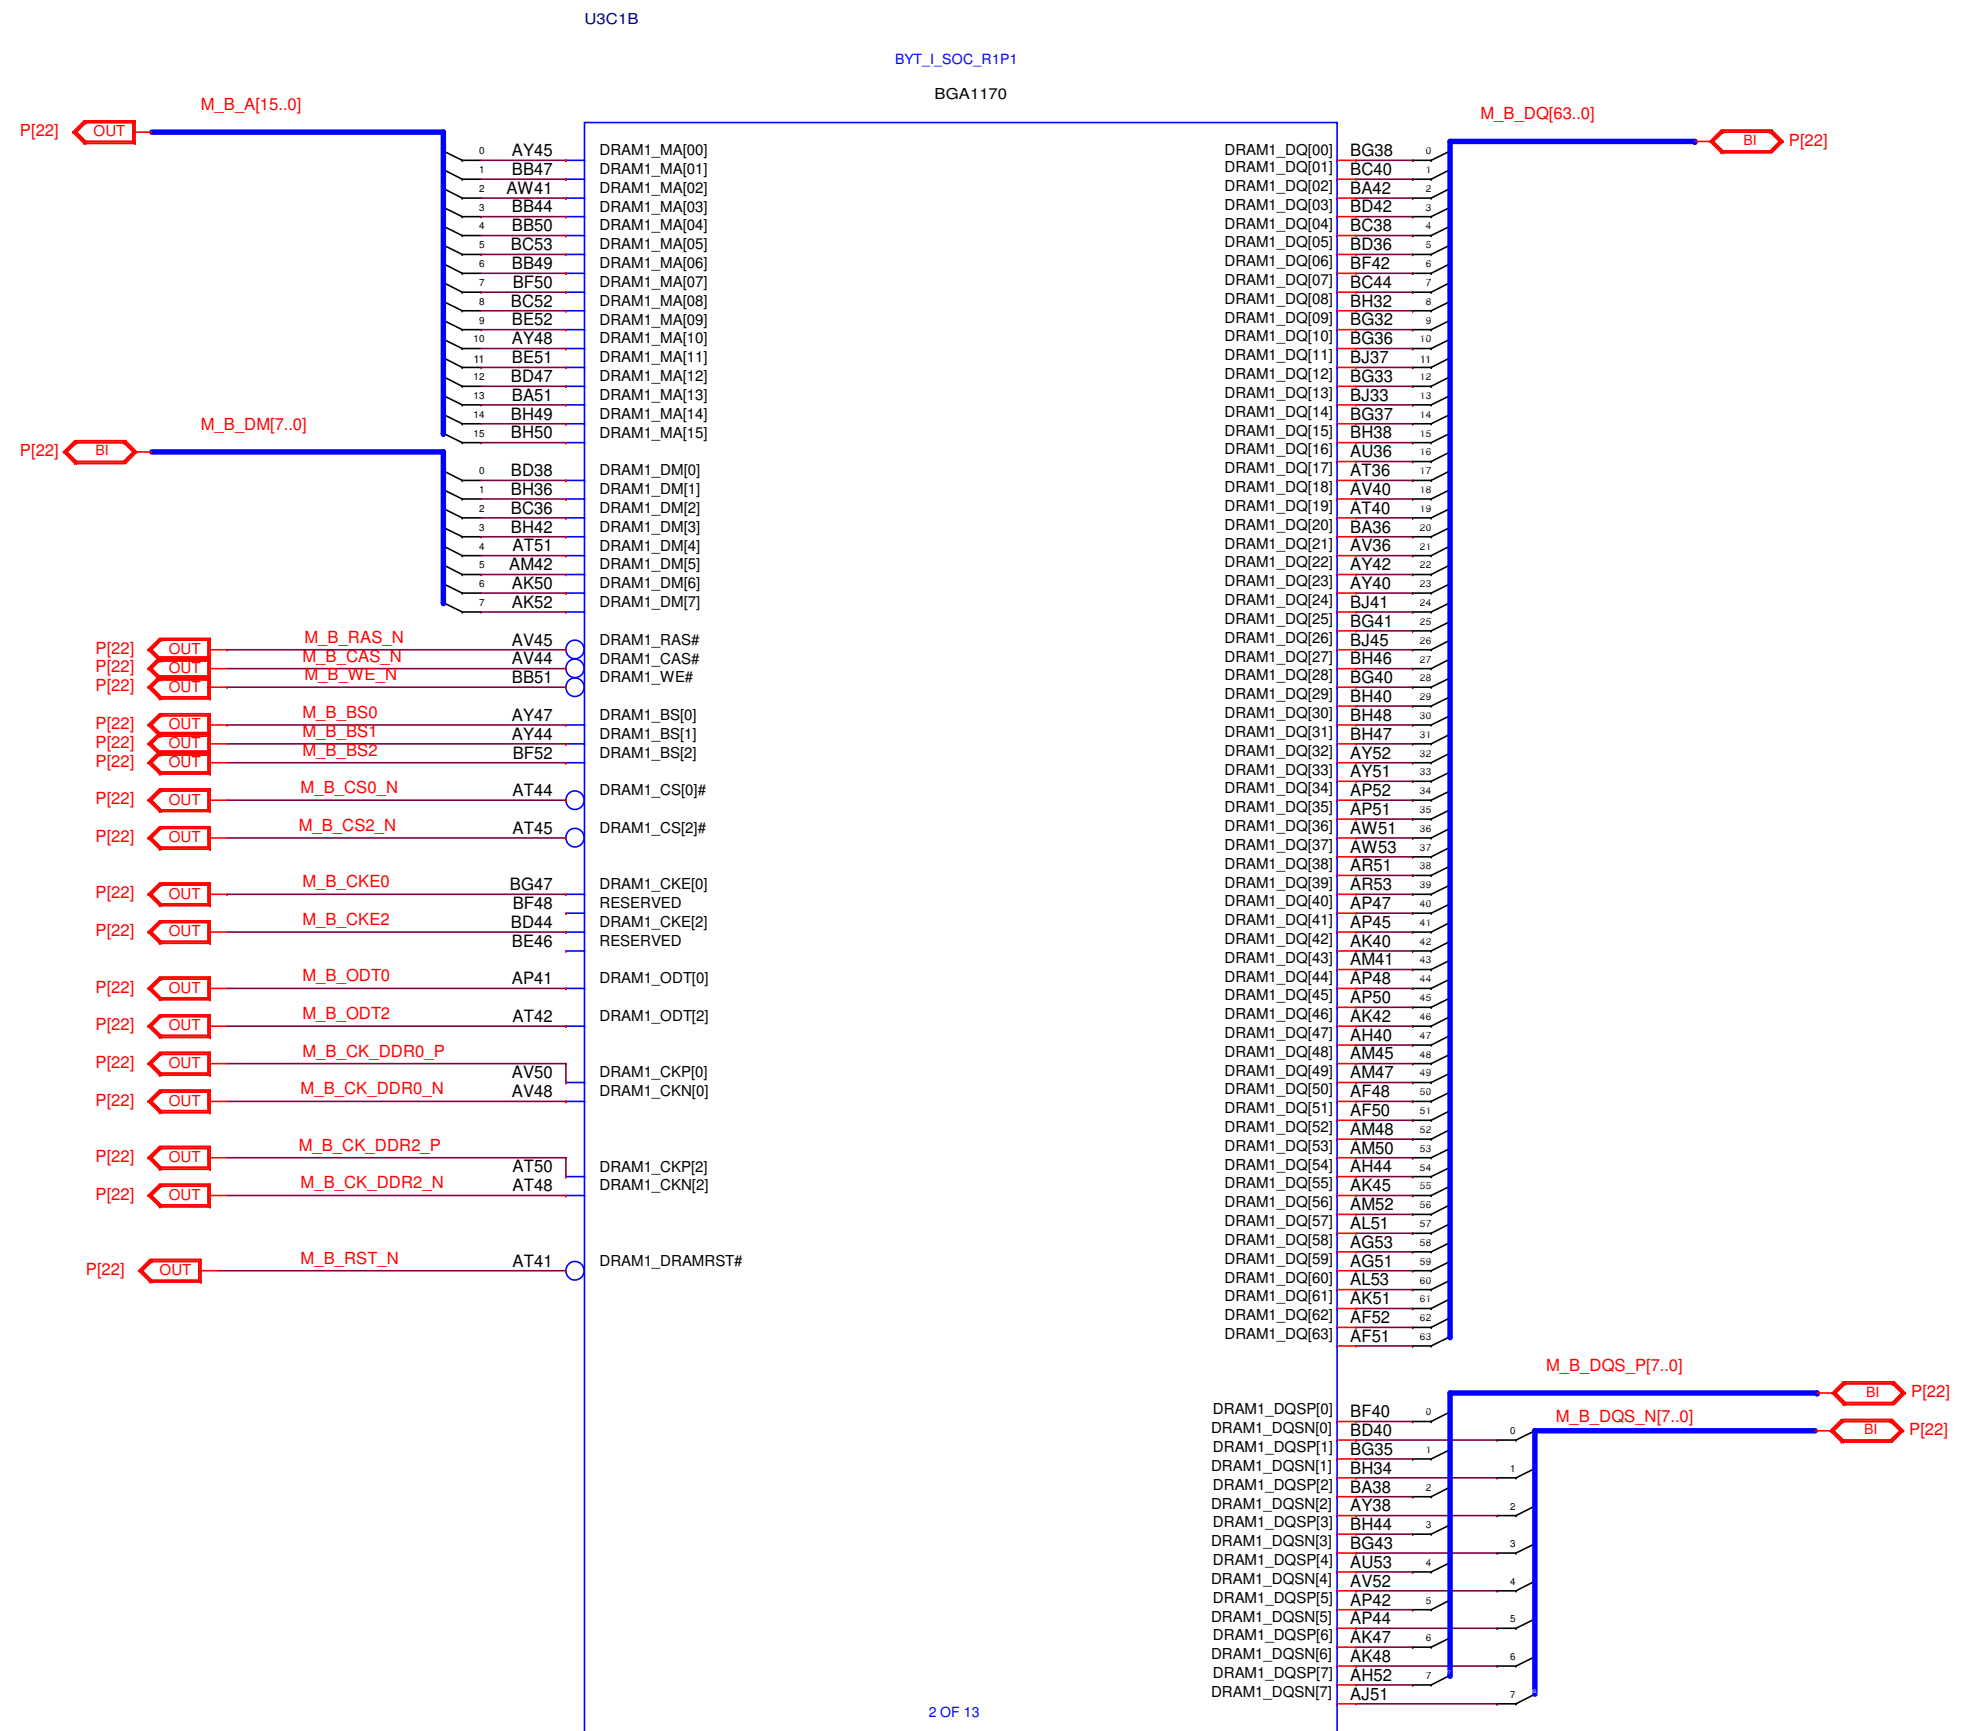 U3C1B
BYT_I_SOC_R1P1
BGA1170
M_B_A[15..0]
P[22] OUT
0 AY45 DRAM1_MA[00]
1 BB47 DRAM1_MA[01]
2 AW41 DRAM1_MA[02]
3 BB44 DRAM1_MA[03]
4 BB50 DRAM1_MA[04]
5 BC53 DRAM1_MA[05]
6 BB49 DRAM1_MA[06]
7 BF50 DRAM1_MA[07]
8 BC52 DRAM1_MA[08]
9 BE52 DRAM1_MA[09]
10 AY48 DRAM1_MA[10]
11 BE51 DRAM1_MA[11]
12 BD47 DRAM1_MA[12]
13 BA51 DRAM1_MA[13]
14 BH49 DRAM1_MA[14]
15 BH50 DRAM1_MA[15]
M_B_DM[7..0]
P[22] BI
0 BD38 DRAM1_DM[0]
1 BH36 DRAM1_DM[1]
2 BC36 DRAM1_DM[2]
3 BH42 DRAM1_DM[3]
4 AT51 DRAM1_DM[4]
5 AM42 DRAM1_DM[5]
6 AK50 DRAM1_DM[6]
7 AK52 DRAM1_DM[7]
P[22] OUT M_B_RAS_N AV45 DRAM1_RAS#
P[22] OUT M_B_CAS_N AV44 DRAM1_CAS#
P[22] OUT M_B_WE_N BB51 DRAM1_WE#
P[22] OUT M_B_BS0 AY47 DRAM1_BS[0]
P[22] OUT M_B_BS1 AY44 DRAM1_BS[1]
P[22] OUT M_B_BS2 BF52 DRAM1_BS[2]
P[22] OUT M_B_CS0_N AT44 DRAM1_CS[0]#
P[22] OUT M_B_CS2_N AT45 DRAM1_CS[2]#
P[22] OUT M_B_CKE0 BG47 DRAM1_CKE[0]
BF48 RESERVED
P[22] OUT M_B_CKE2 BD44 DRAM1_CKE[2]
BE46 RESERVED
P[22] OUT M_B_ODT0 AP41 DRAM1_ODT[0]
P[22] OUT M_B_ODT2 AT42 DRAM1_ODT[2]
P[22] OUT M_B_CK_DDR0_P AV50 DRAM1_CKP[0]
P[22] OUT M_B_CK_DDR0_N AV48 DRAM1_CKN[0]
P[22] OUT M_B_CK_DDR2_P AT50 DRAM1_CKP[2]
P[22] OUT M_B_CK_DDR2_N AT48 DRAM1_CKN[2]
P[22] OUT M_B_RST_N AT41 DRAM1_DRAMRST#
M_B_DQ[63..0]
BI P[22]
DRAM1_DQ[00] BG38 0
DRAM1_DQ[01] BC40 1
DRAM1_DQ[02] BA42 2
DRAM1_DQ[03] BD42 3
DRAM1_DQ[04] BC38 4
DRAM1_DQ[05] BD36 5
DRAM1_DQ[06] BF42 6
DRAM1_DQ[07] BC44 7
DRAM1_DQ[08] BH32 8
DRAM1_DQ[09] BG32 9
DRAM1_DQ[10] BG36 10
DRAM1_DQ[11] BJ37 11
DRAM1_DQ[12] BG33 12
DRAM1_DQ[13] BJ33 13
DRAM1_DQ[14] BG37 14
DRAM1_DQ[15] BH38 15
DRAM1_DQ[16] AU36 16
DRAM1_DQ[17] AT36 17
DRAM1_DQ[18] AV40 18
DRAM1_DQ[19] AT40 19
DRAM1_DQ[20] BA36 20
DRAM1_DQ[21] AV36 21
DRAM1_DQ[22] AY42 22
DRAM1_DQ[23] AY40 23
DRAM1_DQ[24] BJ41 24
DRAM1_DQ[25] BG41 25
DRAM1_DQ[26] BJ45 26
DRAM1_DQ[27] BH46 27
DRAM1_DQ[28] BG40 28
DRAM1_DQ[29] BH40 29
DRAM1_DQ[30] BH48 30
DRAM1_DQ[31] BH47 31
DRAM1_DQ[32] AY52 32
DRAM1_DQ[33] AY51 33
DRAM1_DQ[34] AP52 34
DRAM1_DQ[35] AP51 35
DRAM1_DQ[36] AW51 36
DRAM1_DQ[37] AW53 37
DRAM1_DQ[38] AR51 38
DRAM1_DQ[39] AR53 39
DRAM1_DQ[40] AP47 40
DRAM1_DQ[41] AP45 41
DRAM1_DQ[42] AK40 42
DRAM1_DQ[43] AM41 43
DRAM1_DQ[44] AP48 44
DRAM1_DQ[45] AP50 45
DRAM1_DQ[46] AK42 46
DRAM1_DQ[47] AH40 47
DRAM1_DQ[48] AM45 48
DRAM1_DQ[49] AM47 49
DRAM1_DQ[50] AF48 50
DRAM1_DQ[51] AF50 51
DRAM1_DQ[52] AM48 52
DRAM1_DQ[53] AM50 53
DRAM1_DQ[54] AH44 54
DRAM1_DQ[55] AK45 55
DRAM1_DQ[56] AM52 56
DRAM1_DQ[57] AL51 57
DRAM1_DQ[58] AG53 58
DRAM1_DQ[59] AG51 59
DRAM1_DQ[60] AL53 60
DRAM1_DQ[61] AK51 61
DRAM1_DQ[62] AF52 62
DRAM1_DQ[63] AF51 63
M_B_DQS_P[7..0]
BI P[22]
M_B_DQS_N[7..0]
BI P[22]
DRAM1_DQSP[0] BF40 0
DRAM1_DQSN[0] BD40 0
DRAM1_DQSP[1] BG35 1
DRAM1_DQSN[1] BH34 1
DRAM1_DQSP[2] BA38 2
DRAM1_DQSN[2] AY38 2
DRAM1_DQSP[3] BH44 3
DRAM1_DQSN[3] BG43 3
DRAM1_DQSP[4] AU53 4
DRAM1_DQSN[4] AV52 4
DRAM1_DQSP[5] AP42 5
DRAM1_DQSN[5] AP44 5
DRAM1_DQSP[6] AK47 6
DRAM1_DQSN[6] AK48 6
DRAM1_DQSP[7] AH52 7
DRAM1_DQSN[7] AJ51 7
2 OF 13